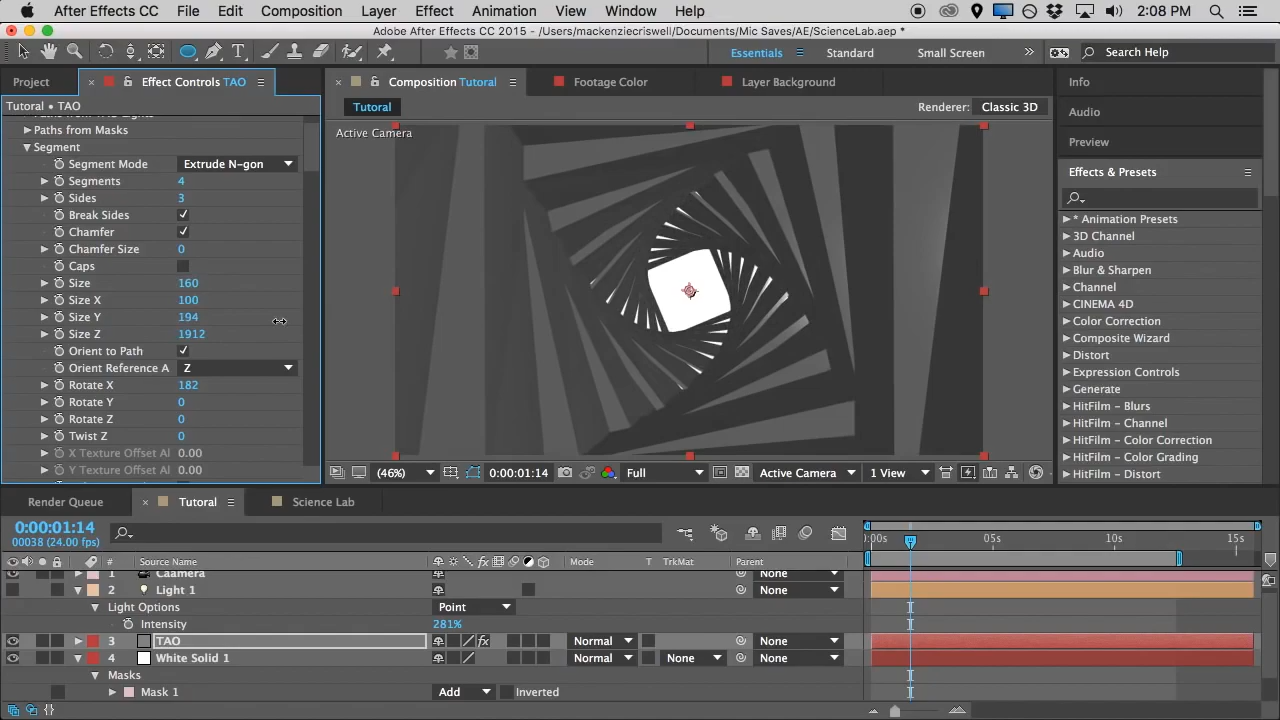 After Effects CC File Edit Composition Layer Effect Animation View Window Help 2:08 PM
Adobe After Effects CC 2015 - /Users/mackenziecriswell/Documents/Mic Saves/AE/ScienceLab.aep *
Essentials Standard Small Screen Search Help
Project Effect Controls TAO Composition Tutorial Footage Color Layer Background Info
Tutorial • TAO Tutorial Renderer: Classic 3D Audio
Paths from TAO Lights
Paths from Masks Active Camera Preview
Segment
Segment Mode Extrude N-gon Effects & Presets
Segments 4
Sides 3
Break Sides * Animation Presets
Chamfer 3D Channel
Chamfer Size 0 Audio
Caps Blur & Sharpen
Size 160 Channel
Size X 100 CINEMA 4D
Size Y 194 Color Correction
Size Z 1912 Composite Wizard
Orient to Path Distort
Orient Reference A Z Expression Controls
Rotate X 182 Generate
Rotate Y 0 HitFilm - Blurs
Rotate Z 0 HitFilm - Channel
Twist Z 0 HitFilm - Color Correction
X Texture Offset Al 0.00 HitFilm - Color Grading
Y Texture Offset Al 0.00 (46%) 0:00:01:14 Full Active Camera 1 View HitFilm - Distort
Render Queue Tutorial Science Lab
0:00:01:14
00038 (24.00 fps) :00s 05s 10s 15s
# Source Name Mode T TrkMat Parent
1 Caamera None
2 Light 1 None
Light Options Point
Intensity 281%
3 TAO Normal None
4 White Solid 1 Normal None None
Masks
Mask 1 Add Inverted